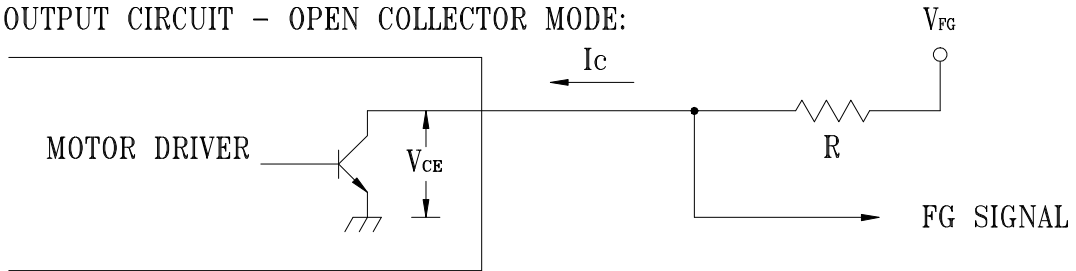 OUTPUT CIRCUIT - OPEN COLLECTOR MODE:
VFG
Ic
MOTOR DRIVER
VCE
R
FG SIGNAL